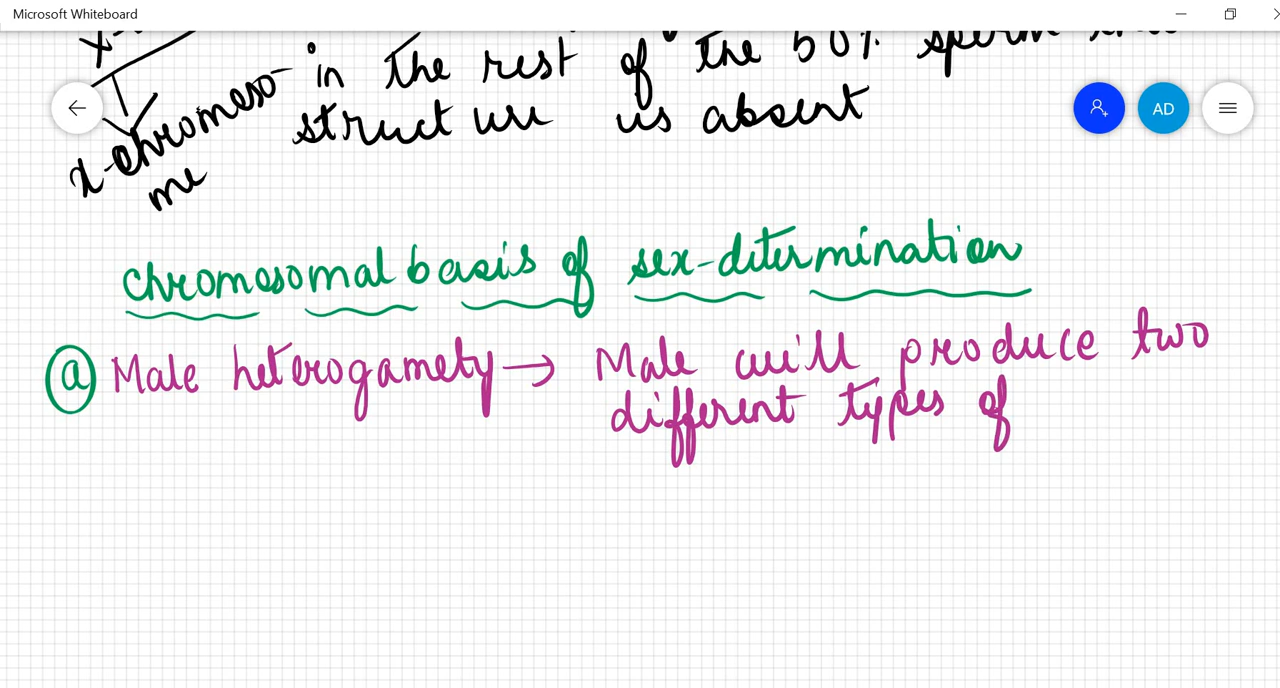 Microsoft Whiteboard
in the rest of the 50% sperm
x-chromoso-
me
structure is absent
AD
chromosomal basis of sex-determination
a Male heterogamety → Male will produce two
different types of